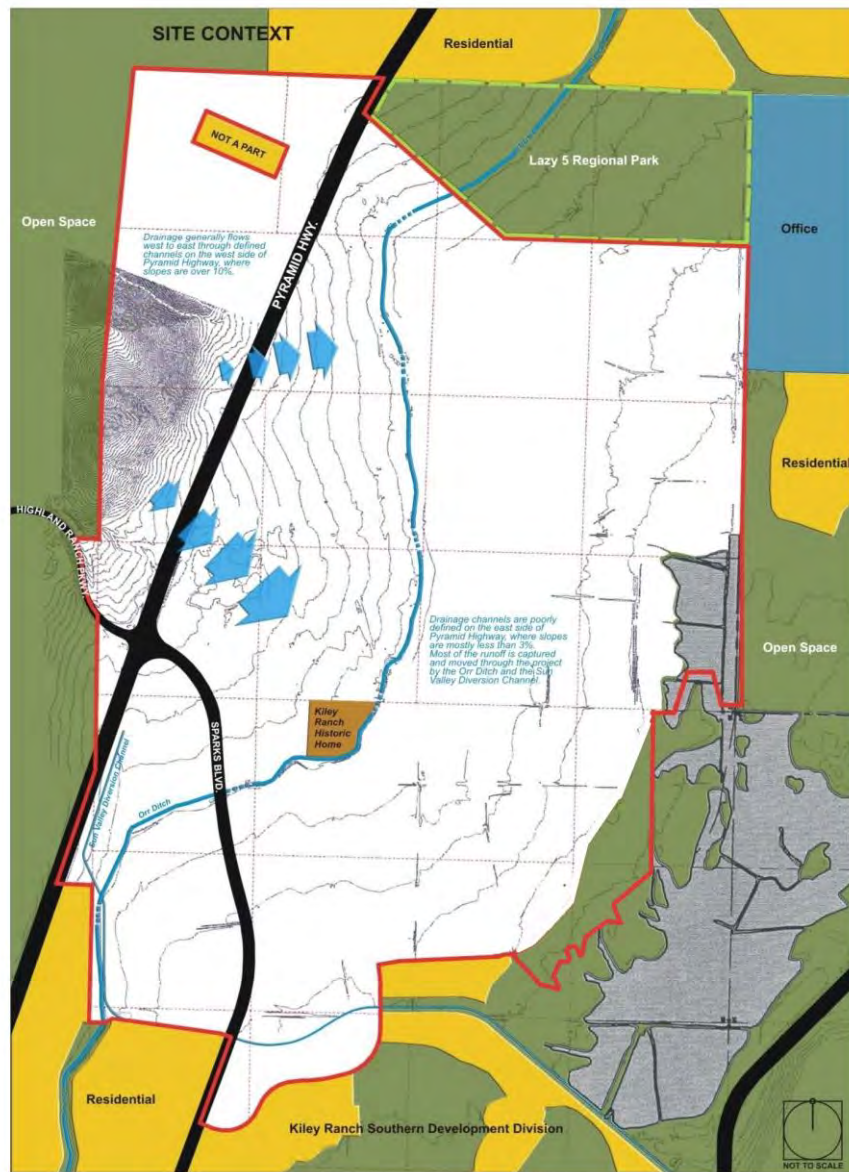 SITE CONTEXT
Residential
NOT A PART
Lazy 5 Regional Park
Open Space
Office
PYRAMID HWY.
Drainage generally flows
west to east through defined
channels on the west side of
Pyramid Highway, where
slopes are over 10%.
Residential
HIGHLAND RANCH PKWY.
Drainage channels are poorly
defined on the east side of
Pyramid Highway, where slopes
are mostly less than 3%.
Most of the runoff is captured
and moved through the project
by the Orr Ditch and the Sun
Valley Diversion Channel.
Open Space
Kiley
Ranch
Historic
Home
SPARKS BLVD.
Sun Valley Diversion Channel
Orr Ditch
Residential
Kiley Ranch Southern Development Division
NOT TO SCALE